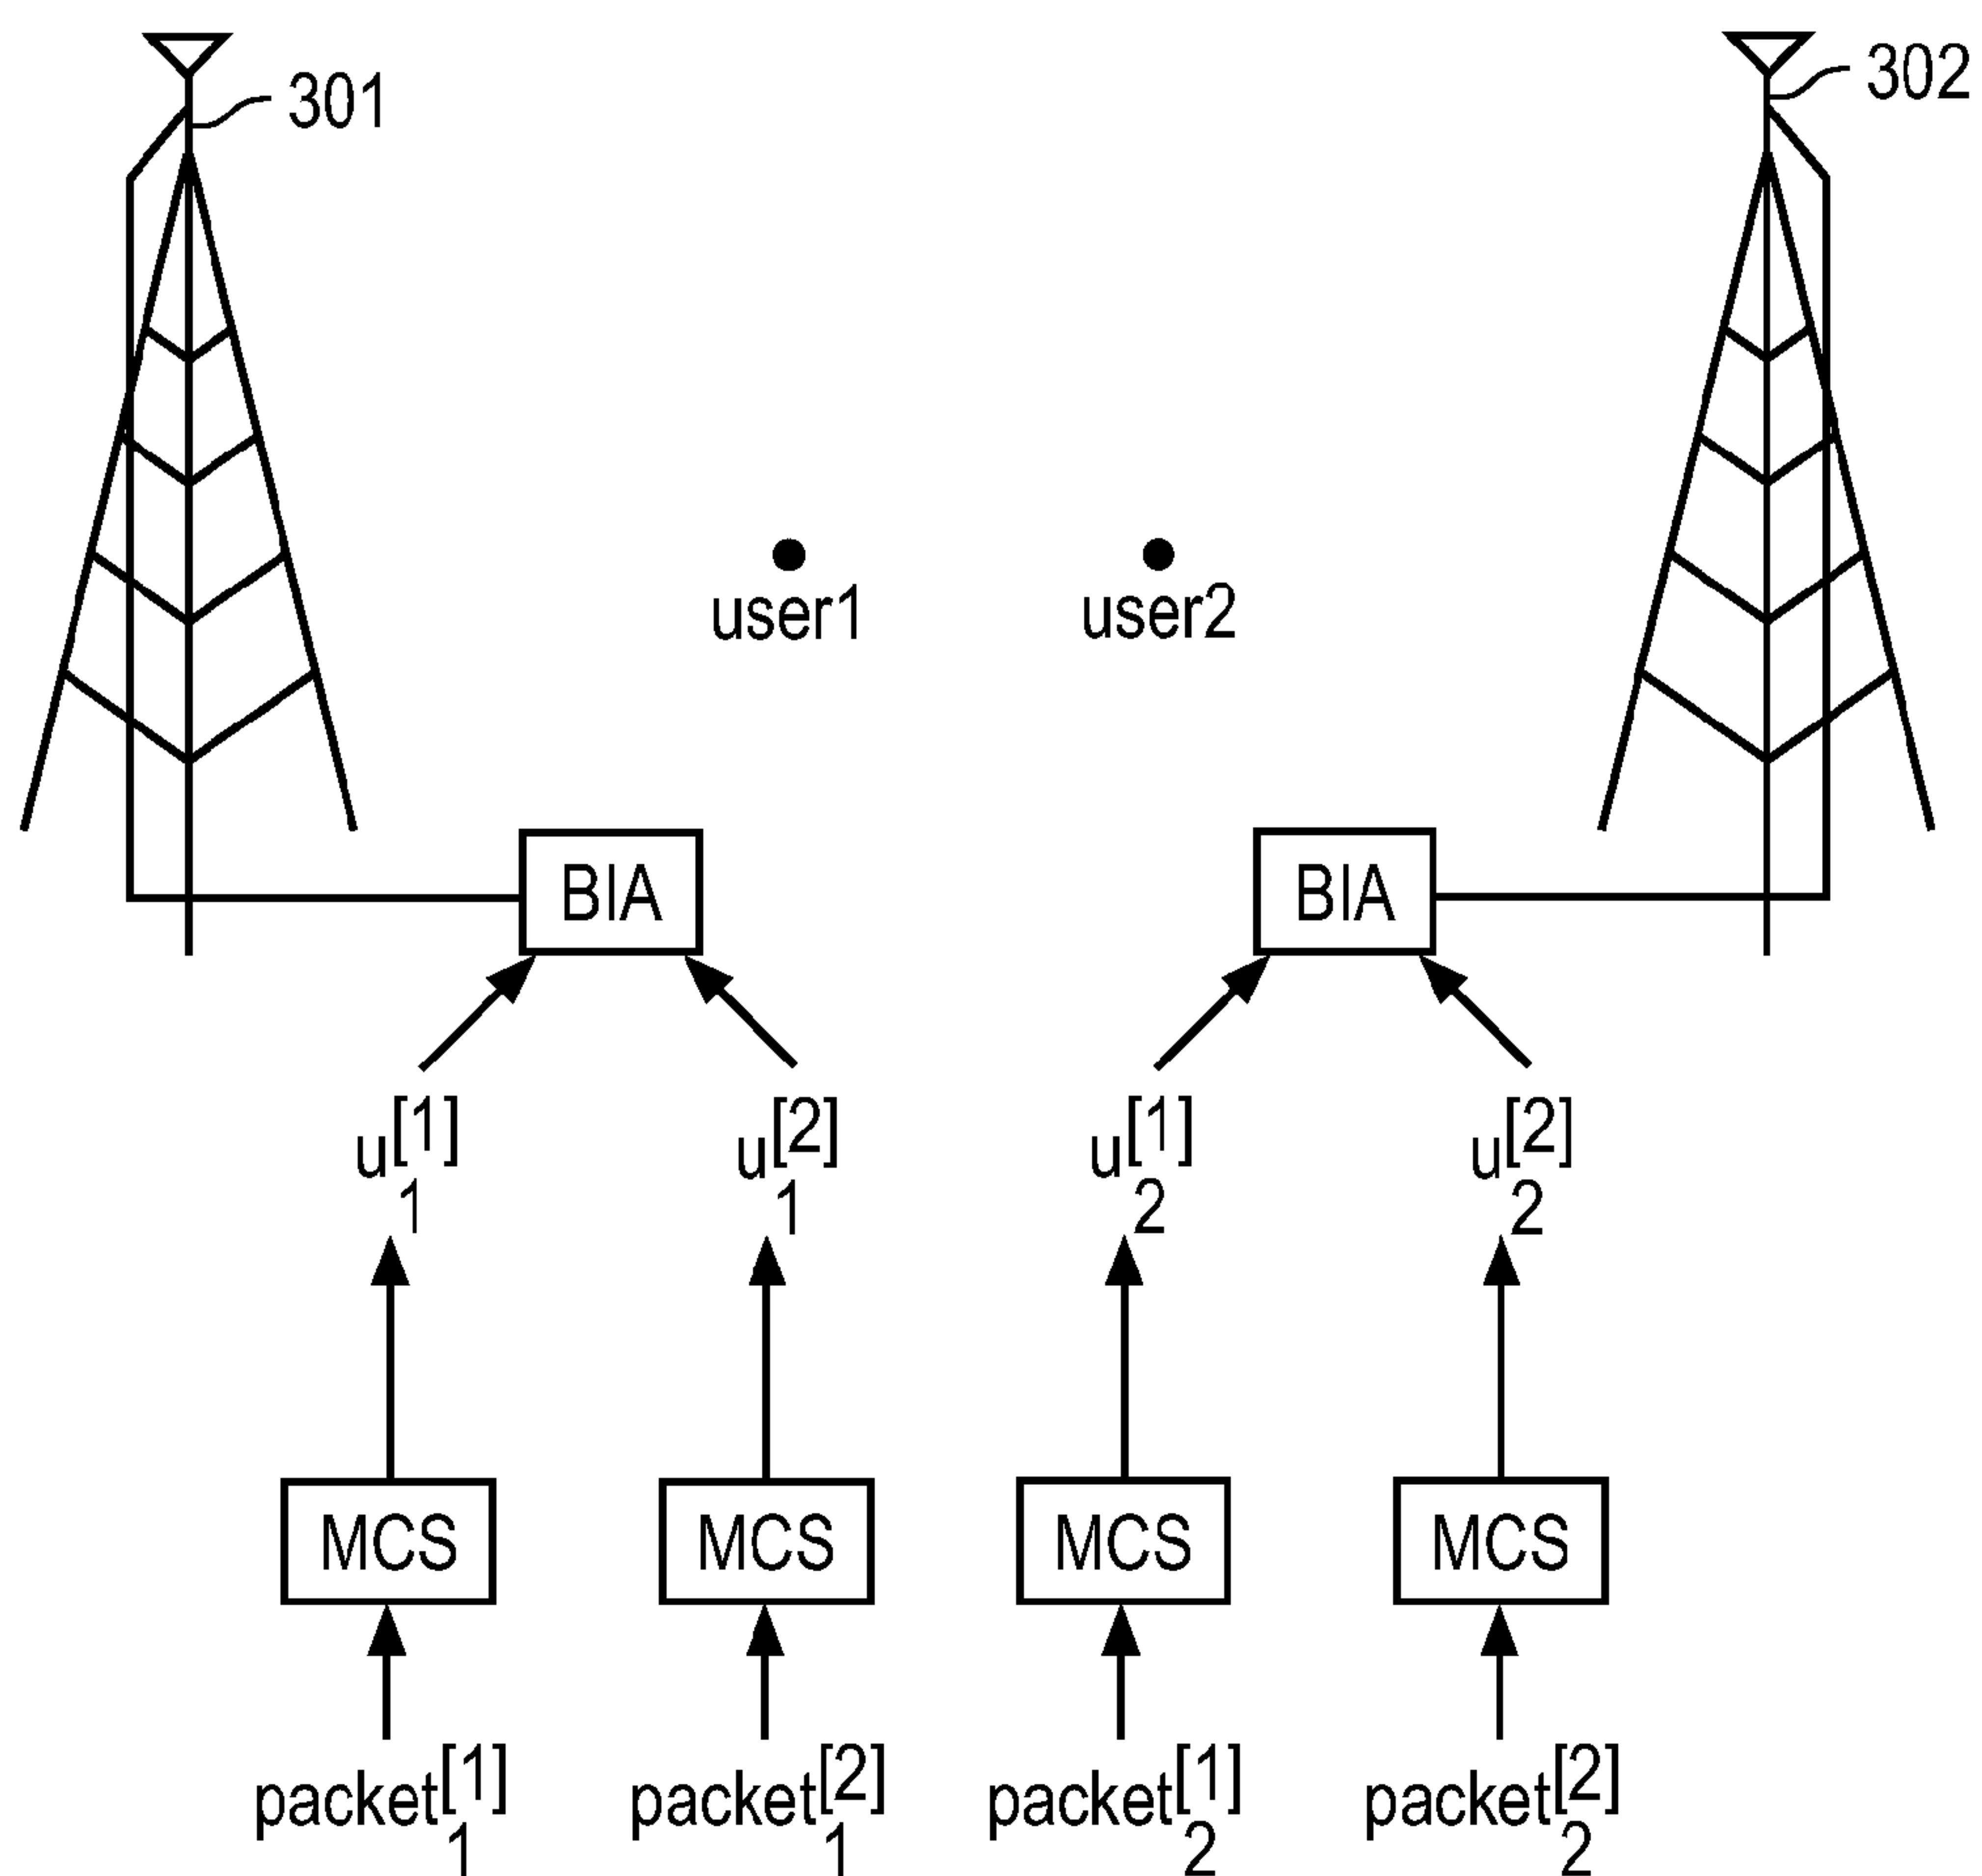 301
302
user1
user2
BIA
BIA
u[1]1
u[2]1
u[1]2
u[2]2
MCS
MCS
MCS
MCS
packet[1]1
packet[2]1
packet[1]2
packet[2]2